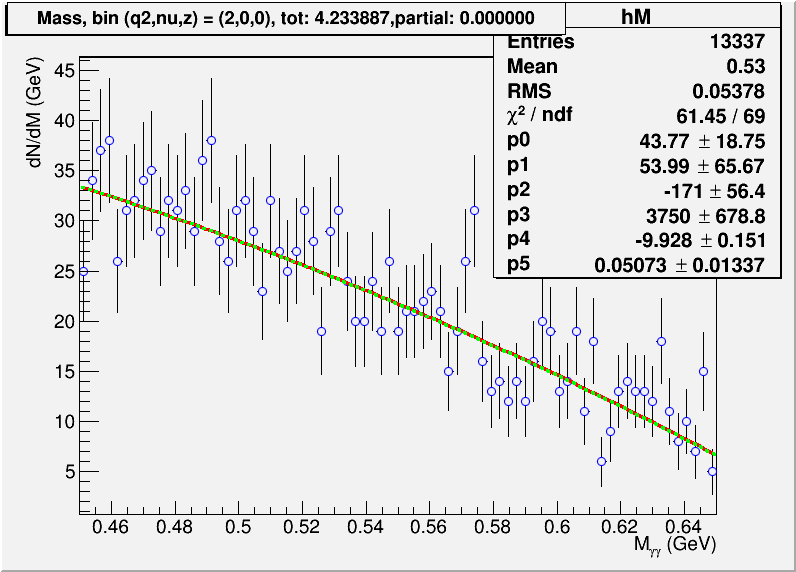 Mass, bin (q2,nu,z) = (2,0,0), tot: 4.233887,partial: 0.000000
hM
Entries 13337
Mean 0.53
RMS 0.05378
χ² / ndf 61.45 / 69
p0 43.77 ± 18.75
p1 53.99 ± 65.67
p2 -171 ± 56.4
p3 3750 ± 678.8
p4 -9.928 ± 0.151
p5 0.05073 ± 0.01337
dN/dM (GeV)
45
40
35
30
25
20
15
10
5
0.46 0.48 0.5 0.52 0.54 0.56 0.58 0.6 0.62 0.64
Mγγ (GeV)